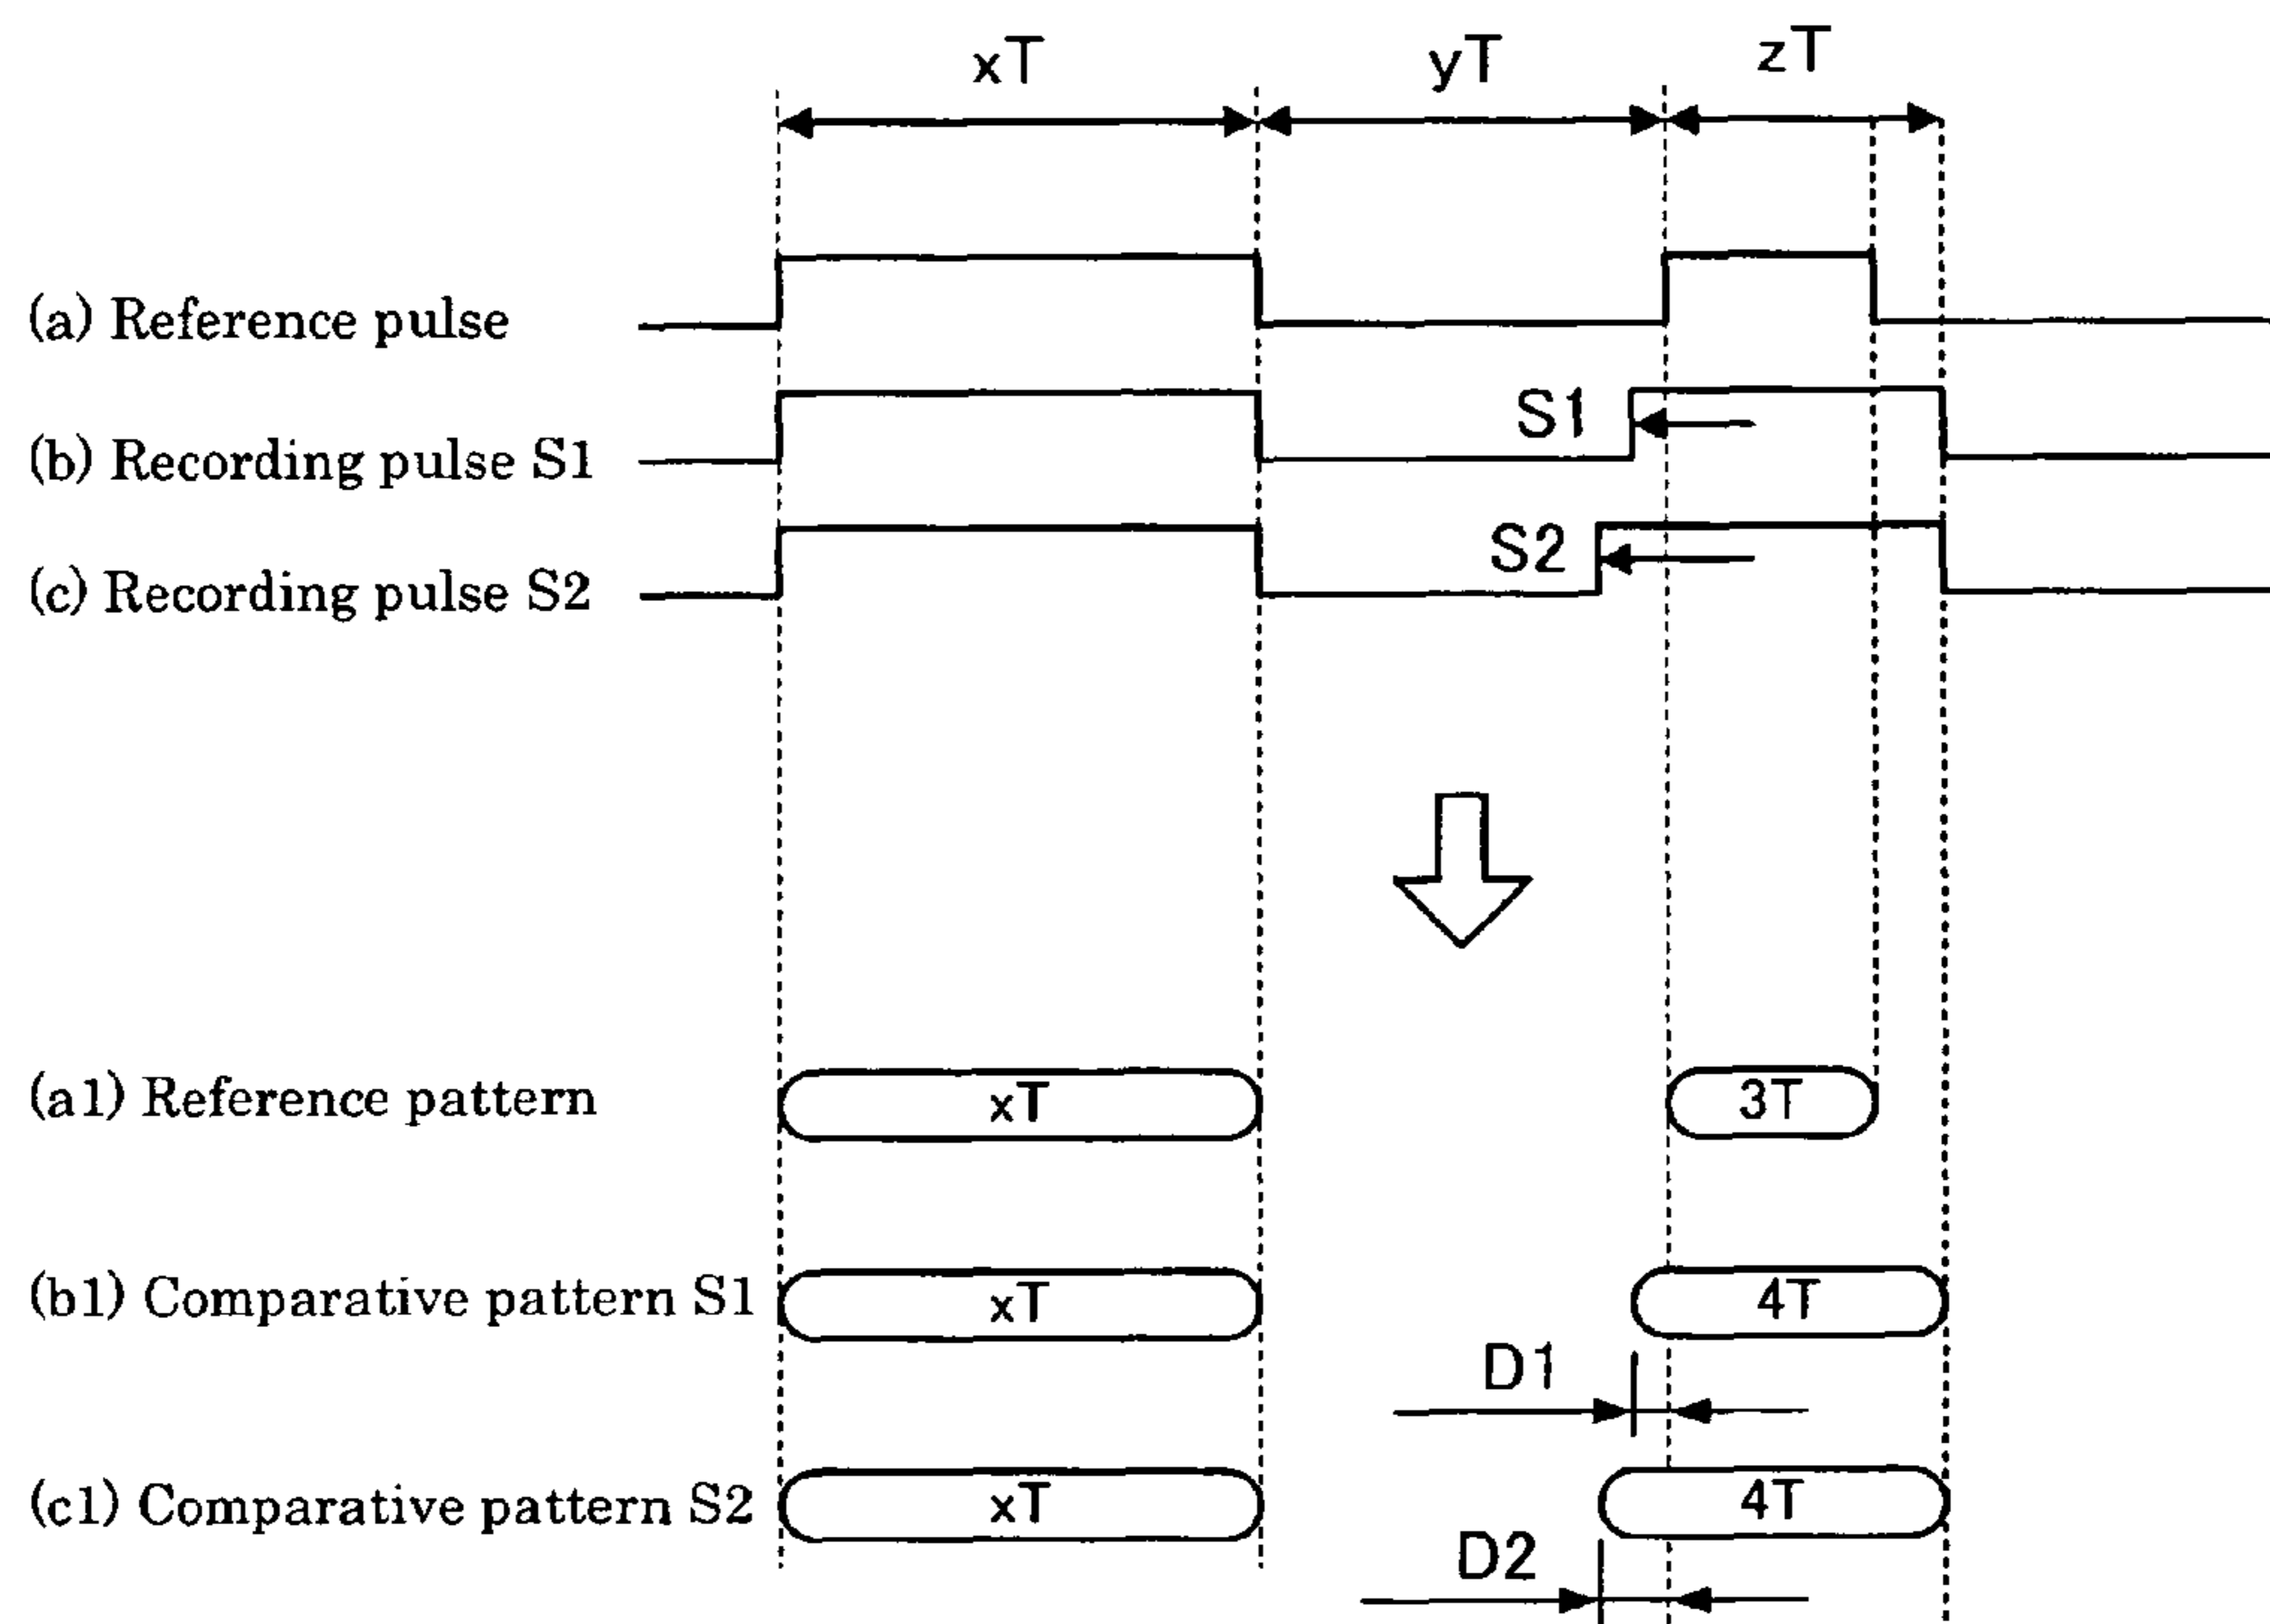 xT yT zT
(a) Reference pulse
(b) Recording pulse S1 S1
(c) Recording pulse S2 S2
(a1) Reference pattern xT 3T
(b1) Comparative pattern S1 xT 4T
D1
(c1) Comparative pattern S2 xT 4T
D2